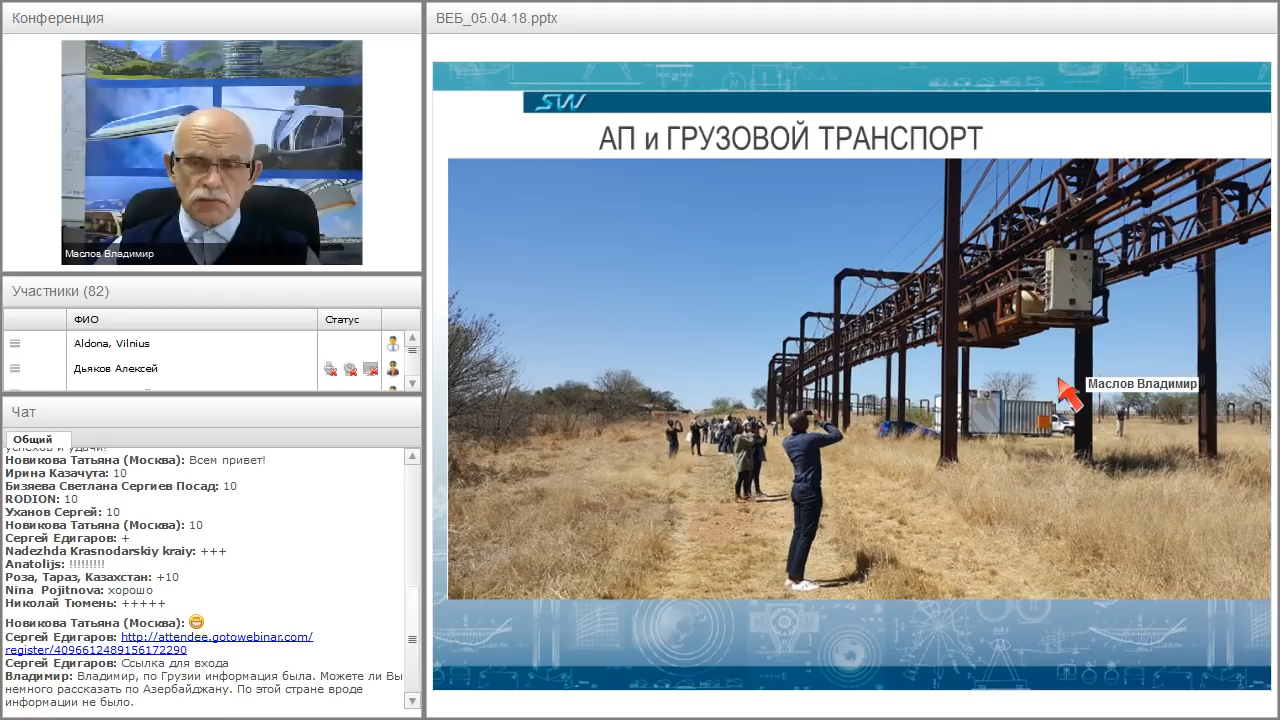 Конференция
Маслов Владимир
Участники (82)
ФИО
Статус
Aldona, Vilnius
Дьяков Алексей
Чат
Общий
Новикова Татьяна (Москва): Всем привет!
Ирина Казачуга: 10
Бизяева Светлана Сергиев Посад: 10
RODION: 10
Уханов Сергей: 10
Новикова Татьяна (Москва): 10
Сергей Едигаров: +
Nadezhda Krasnodarskiy kraiy: +++
Anatolijs: !!!!!!!!!
Роза, Тараз, Казахстан: +10
Nina Pojitnova: хорошо
Николай Тюмень: +++++
Новикова Татьяна (Москва):
Сергей Едигаров: http://attendee.gotowebinar.com/
register/4096612489156172290
Сергей Едигаров: Ссылка для входа
Владимир: Владимир, по Грузии информация была. Можете ли Вы
немного рассказать по Азербайджану. По этой стране вроде
информации не было.
ВЕБ_05.04.18.pptx
SW
АП и ГРУЗОВОЙ ТРАНСПОРТ
Маслов Владимир